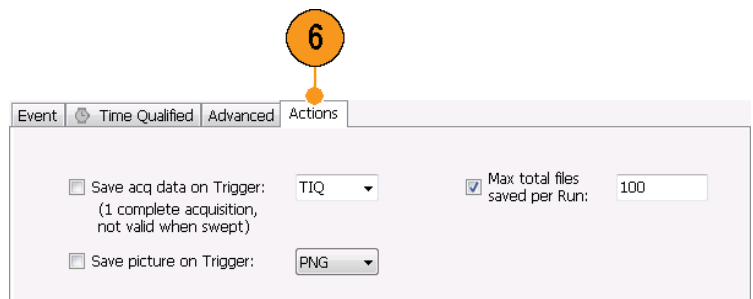 6
Event Time Qualified Advanced Actions
Save acq data on Trigger: TIQ Max total files
saved per Run: 100
(1 complete acquisition,
not valid when swept)
Save picture on Trigger: PNG